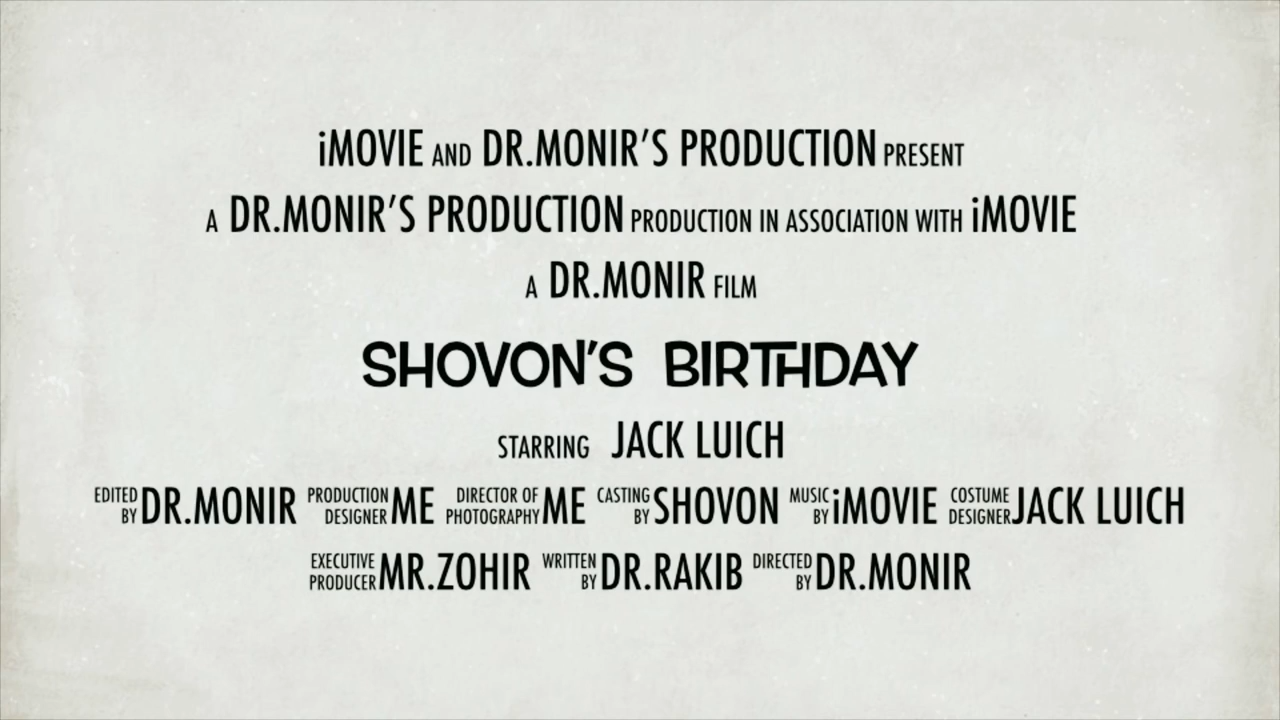 iMOVIE AND DR.MONIR'S PRODUCTION PRESENT
A DR.MONIR'S PRODUCTION PRODUCTION IN ASSOCIATION WITH iMOVIE
A DR.MONIR FILM
SHOVON'S BIRTHDAY
STARRING JACK LUICH
EDITED BY DR.MONIR PRODUCTION DESIGNER ME DIRECTOR OF PHOTOGRAPHY ME CASTING BY SHOVON MUSIC BY iMOVIE COSTUME DESIGNER JACK LUICH
EXECUTIVE PRODUCER MR.ZOHIR WRITTEN BY DR.RAKIB DIRECTED BY DR.MONIR